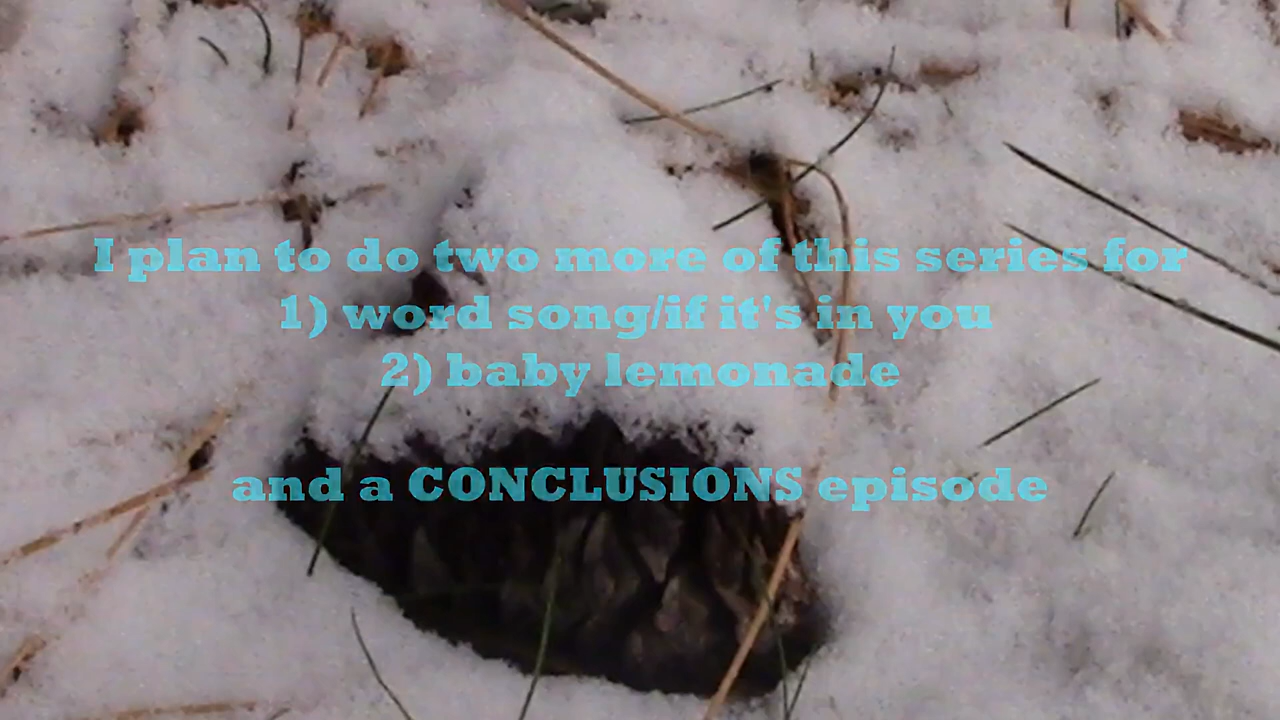 I plan to do two more of this series for
1) word song/if it's in you
2) baby lemonade
and a CONCLUSIONS episode